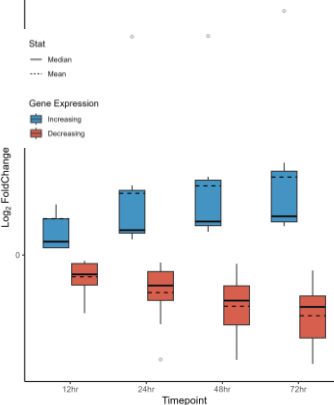 Stat
Median
Mean
Gene Expression
Increasing
Decreasing
Log2 FoldChange
0
12hr 24hr 48hr 72hr
Timepoint